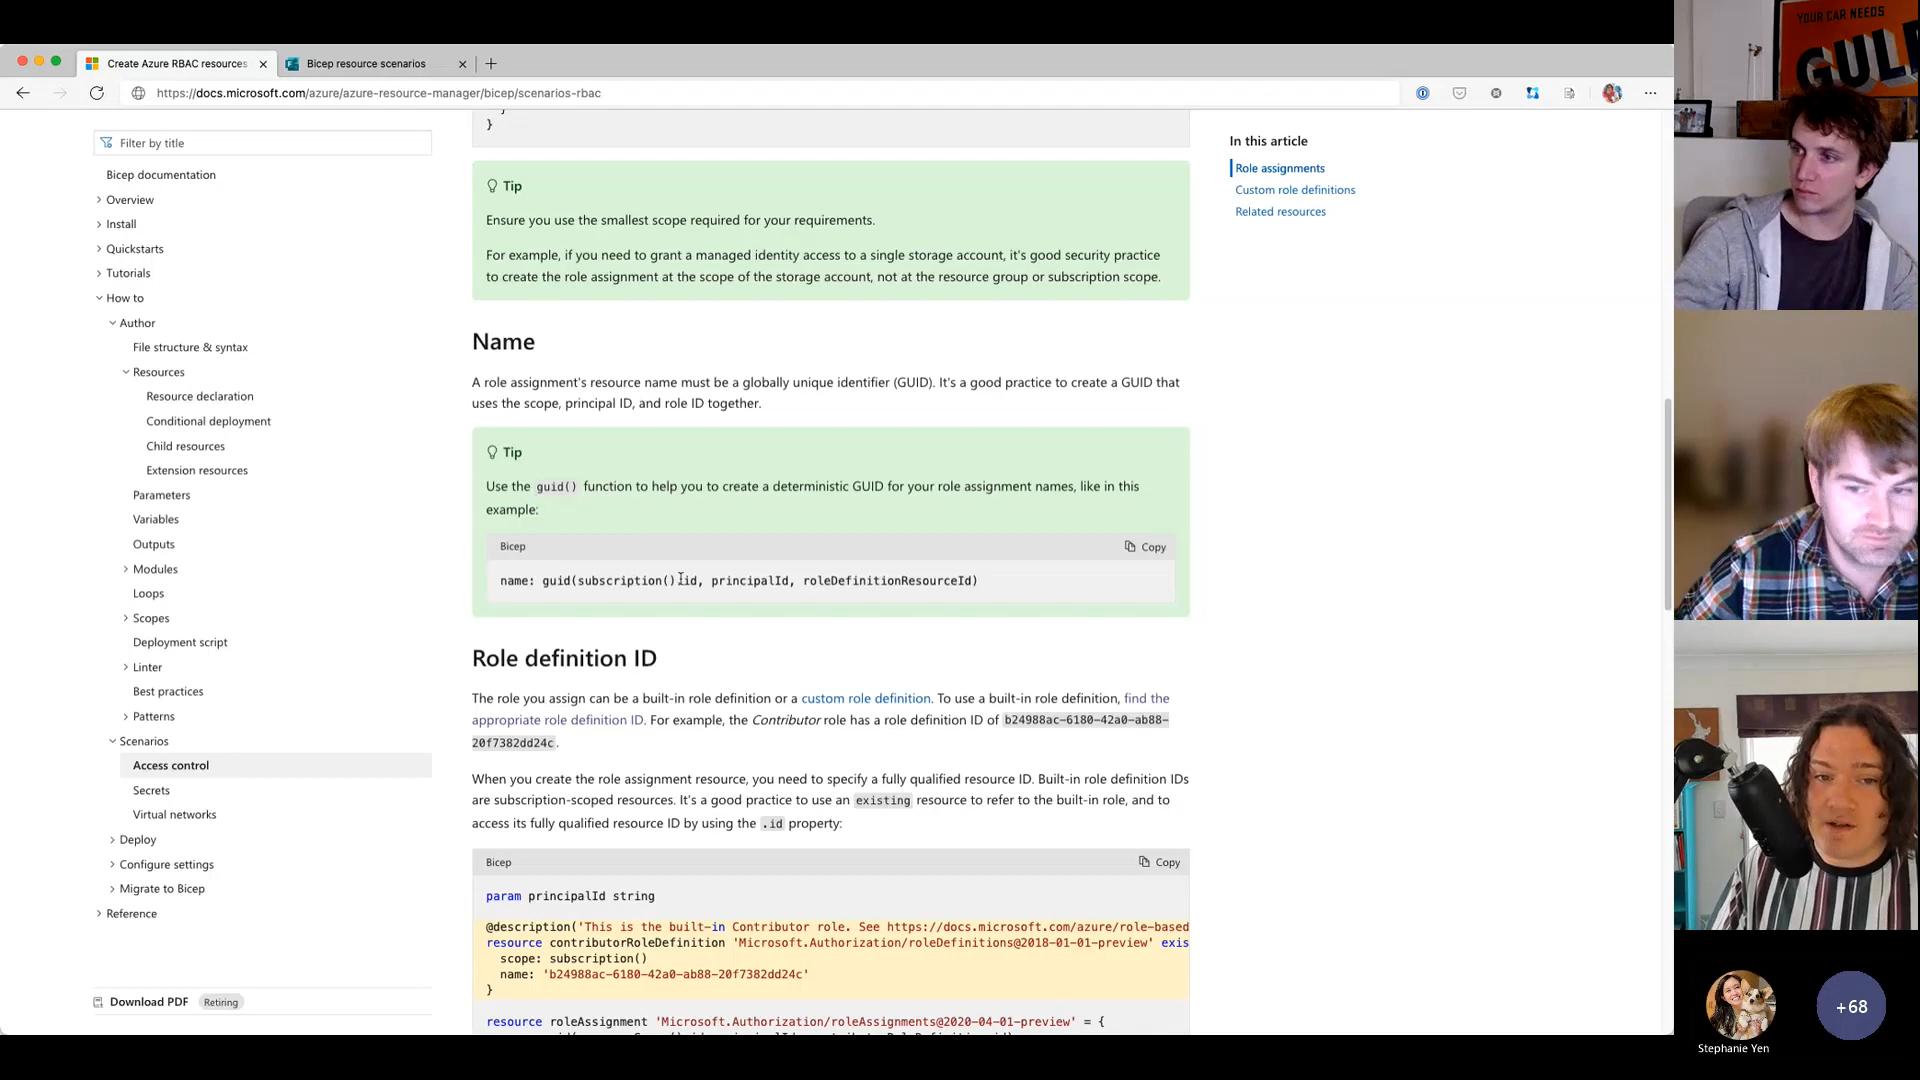 Create Azure RBAC resources
Bicep resource scenarios
https://docs.microsoft.com/azure/azure-resource-manager/bicep/scenarios-rbac
Filter by title
Bicep documentation
Overview
Install
Quickstarts
Tutorials
How to
Author
File structure & syntax
Resources
Resource declaration
Conditional deployment
Child resources
Extension resources
Parameters
Variables
Outputs
Modules
Loops
Scopes
Deployment script
Linter
Best practices
Patterns
Scenarios
Access control
Secrets
Virtual networks
Deploy
Configure settings
Migrate to Bicep
Reference
Download PDF
Retiring
}
Tip
Ensure you use the smallest scope required for your requirements.
For example, if you need to grant a managed identity access to a single storage account, it's good security practice
to create the role assignment at the scope of the storage account, not at the resource group or subscription scope.
Name
A role assignment's resource name must be a globally unique identifier (GUID). It's a good practice to create a GUID that
uses the scope, principal ID, and role ID together.
Tip
Use the guid() function to help you to create a deterministic GUID for your role assignment names, like in this
example:
Bicep
Copy
name: guid(subscription().id, principalId, roleDefinitionResourceId)
Role definition ID
The role you assign can be a built-in role definition or a custom role definition. To use a built-in role definition, find the
appropriate role definition ID. For example, the Contributor role has a role definition ID of b24988ac-6180-42a0-ab88-
20f7382dd24c.
When you create the role assignment resource, you need to specify a fully qualified resource ID. Built-in role definition IDs
are subscription-scoped resources. It's a good practice to use an existing resource to refer to the built-in role, and to
access its fully qualified resource ID by using the .id property:
Bicep
Copy
param principalId string
@description('This is the built-in Contributor role. See https://docs.microsoft.com/azure/role-based
resource contributorRoleDefinition 'Microsoft.Authorization/roleDefinitions@2018-01-01-preview' exis
scope: subscription()
name: 'b24988ac-6180-42a0-ab88-20f7382dd24c'
}
resource roleAssignment 'Microsoft.Authorization/roleAssignments@2020-04-01-preview' = {
In this article
Role assignments
Custom role definitions
Related resources
YOUR CAR NEEDS
GUL
+68
Stephanie Yen